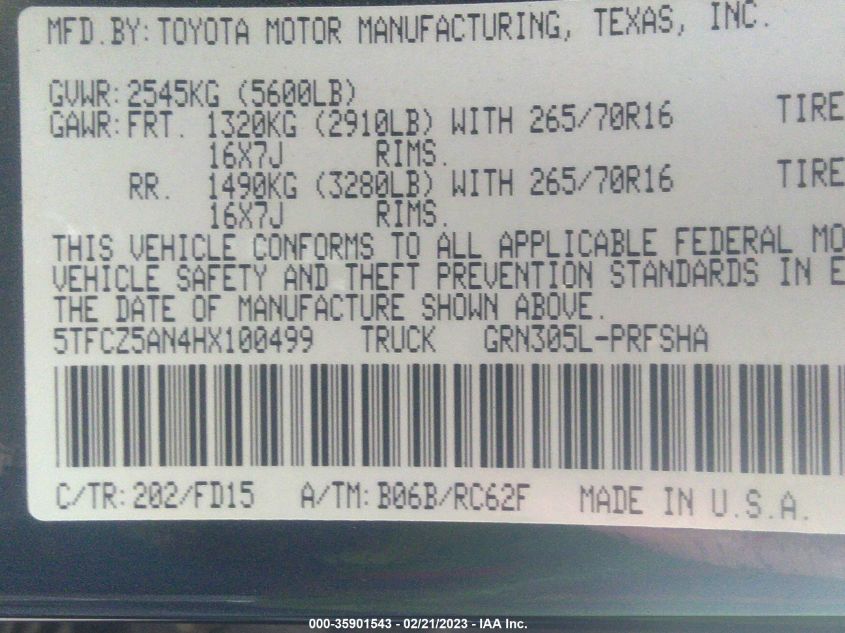 MFD.BY: TOYOTA MOTOR MANUFACTURING, TEXAS, INC.
GVWR: 2545KG (5600LB)
GAWR: FRT. 1320KG (2910LB) WITH 265/70R16 TIRE
16X7J RIMS.
RR. 1490KG (3280LB) WITH 265/70R16 TIRE
16X7J RIMS.
THIS VEHICLE CONFORMS TO ALL APPLICABLE FEDERAL MO
VEHICLE SAFETY AND THEFT PREVENTION STANDARDS IN E
THE DATE OF MANUFACTURE SHOWN ABOVE.
5TFCZ5AN4HX100499 TRUCK GRN305L-PRFSHA
C/TR: 202/FD15 A/TM: B06B/RC62F MADE IN U.S.A.
000-35901543 - 02/21/2023 - IAA Inc.